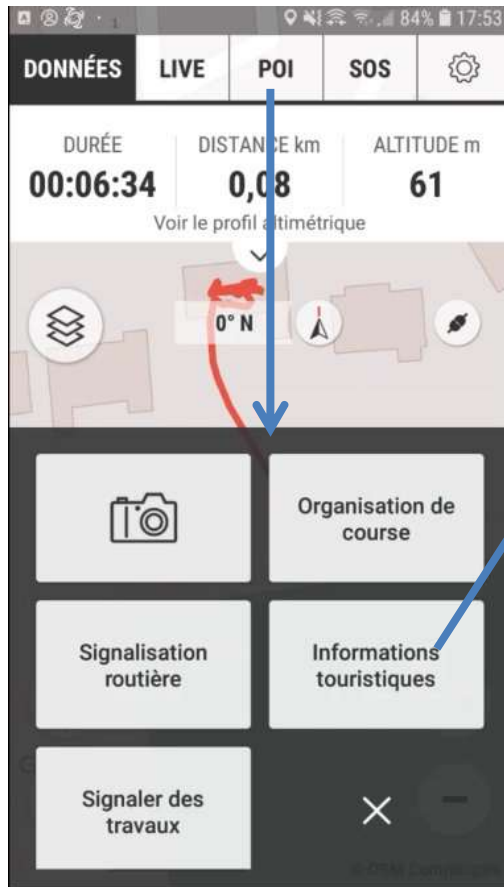 1 84% 17:53
DONNÉES LIVE POI SOS
DURÉE DISTANCE km ALTITUDE m
00:06:34 0,08 61
Voir le profil altimétrique
0° N
Organisation de
course
Signalisation
routière
Informations
touristiques
Signaler des
travaux